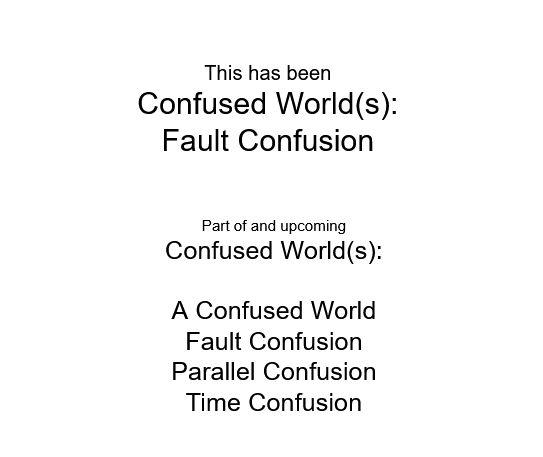 This has been
Confused World(s):
Fault Confusion
Part of and upcoming
Confused World(s):
A Confused World
Fault Confusion
Parallel Confusion
Time Confusion